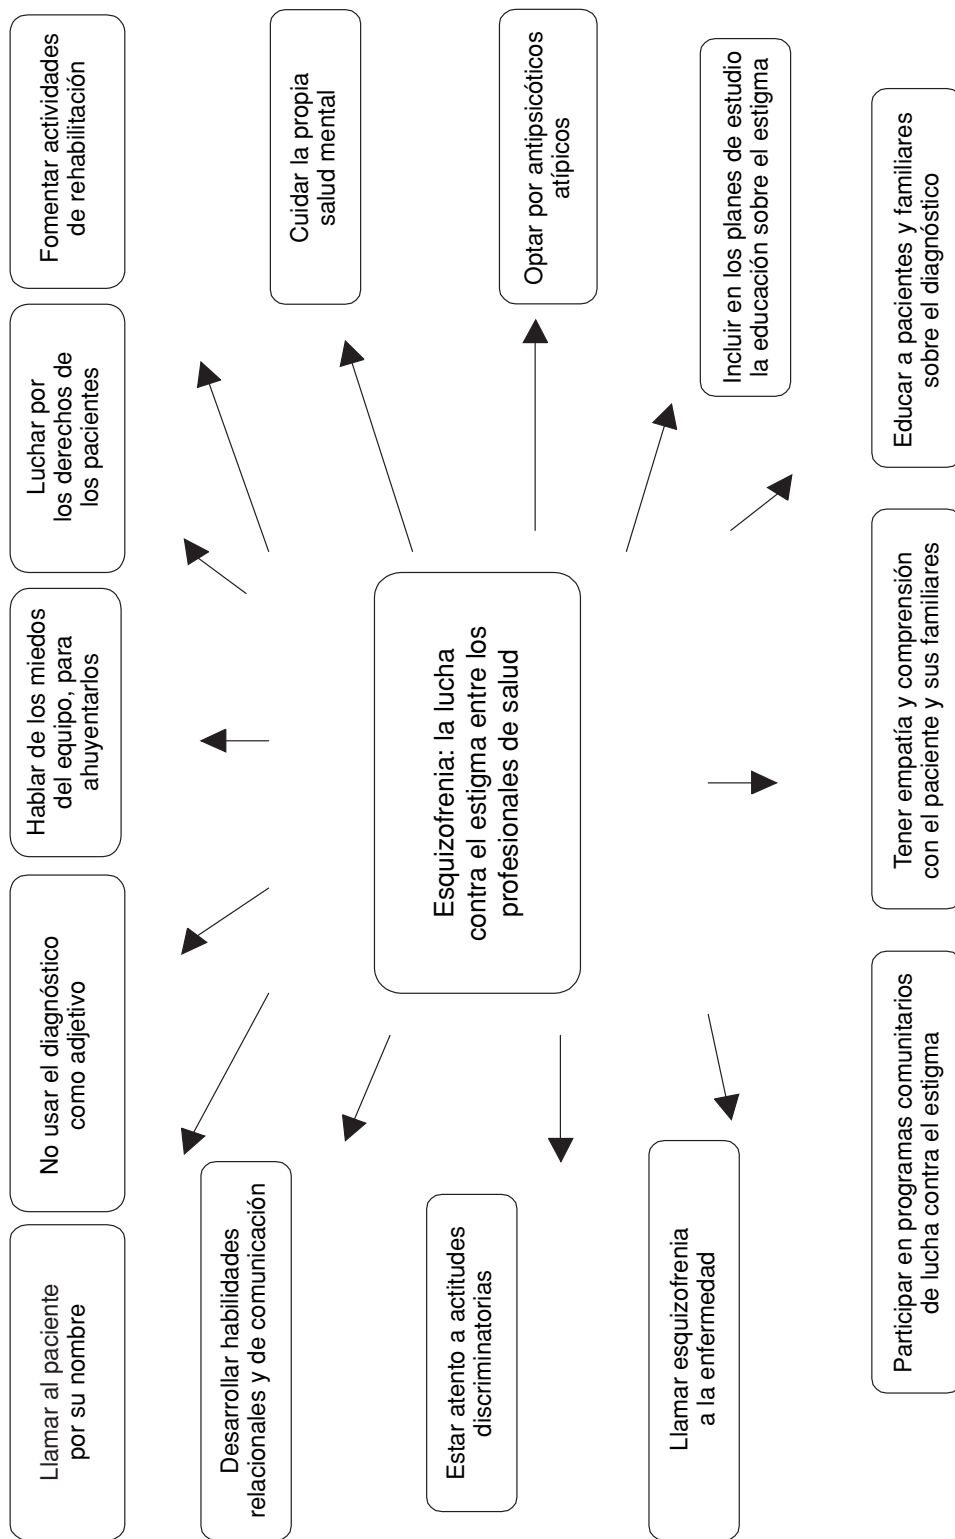 Llamar al paciente
por su nombre
No usar el diagnóstico
como adjetivo
Hablar de los miedos
del equipo, para
ahuyentarlos
Luchar por
los derechos de
los pacientes
Fomentar actividades
de rehabilitación
Desarrollar habilidades
relacionales y de comunicación
Cuidar la propia
salud mental
Esquizofrenia: la lucha
contra el estigma entre los
profesionales de salud
Estar atento a actitudes
discriminatorias
Optar por antipsicóticos
atípicos
Llamar esquizofrenia
a la enfermedad
Incluir en los planes de estudio
la educación sobre el estigma
Participar en programas comunitarios
de lucha contra el estigma
Tener empatía y comprensión
con el paciente y sus familiares
Educar a pacientes y familiares
sobre el diagnóstico